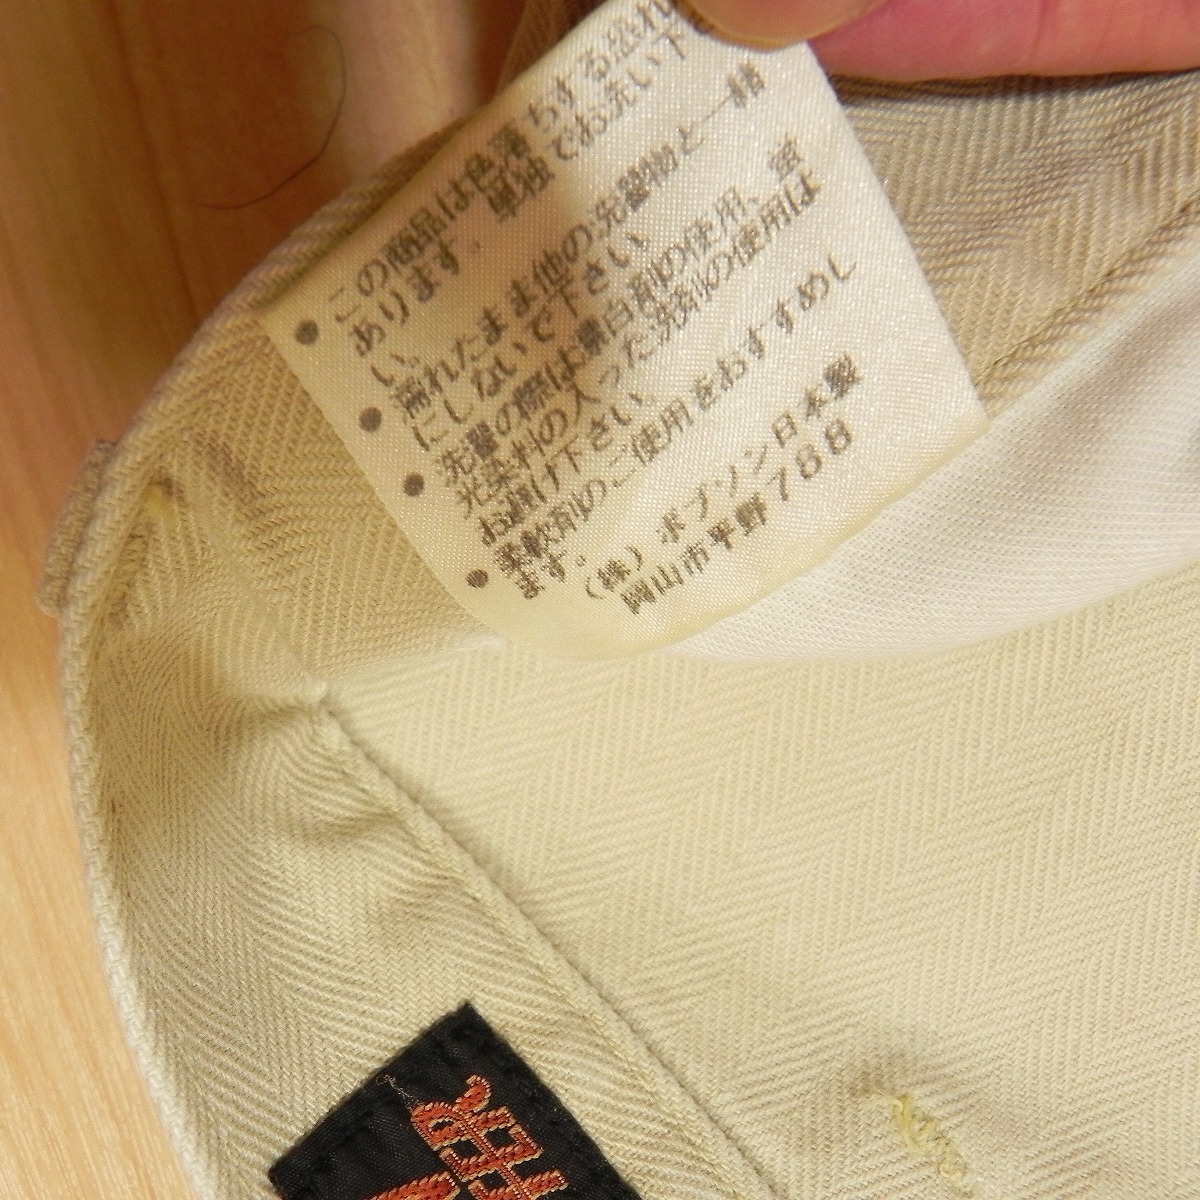 この商品は色落ちする恐れ
あります。単独でお洗い下
い。
濡れたまま他の洗濯物と一緒
にしないで下さい。
洗濯の際は漂白剤の使用、蛍
光染料の入った洗剤の使用は
お避け下さい。
柔軟剤のご使用をおすすめし
ます。
(株)ボブソン日本製
岡山市平野788